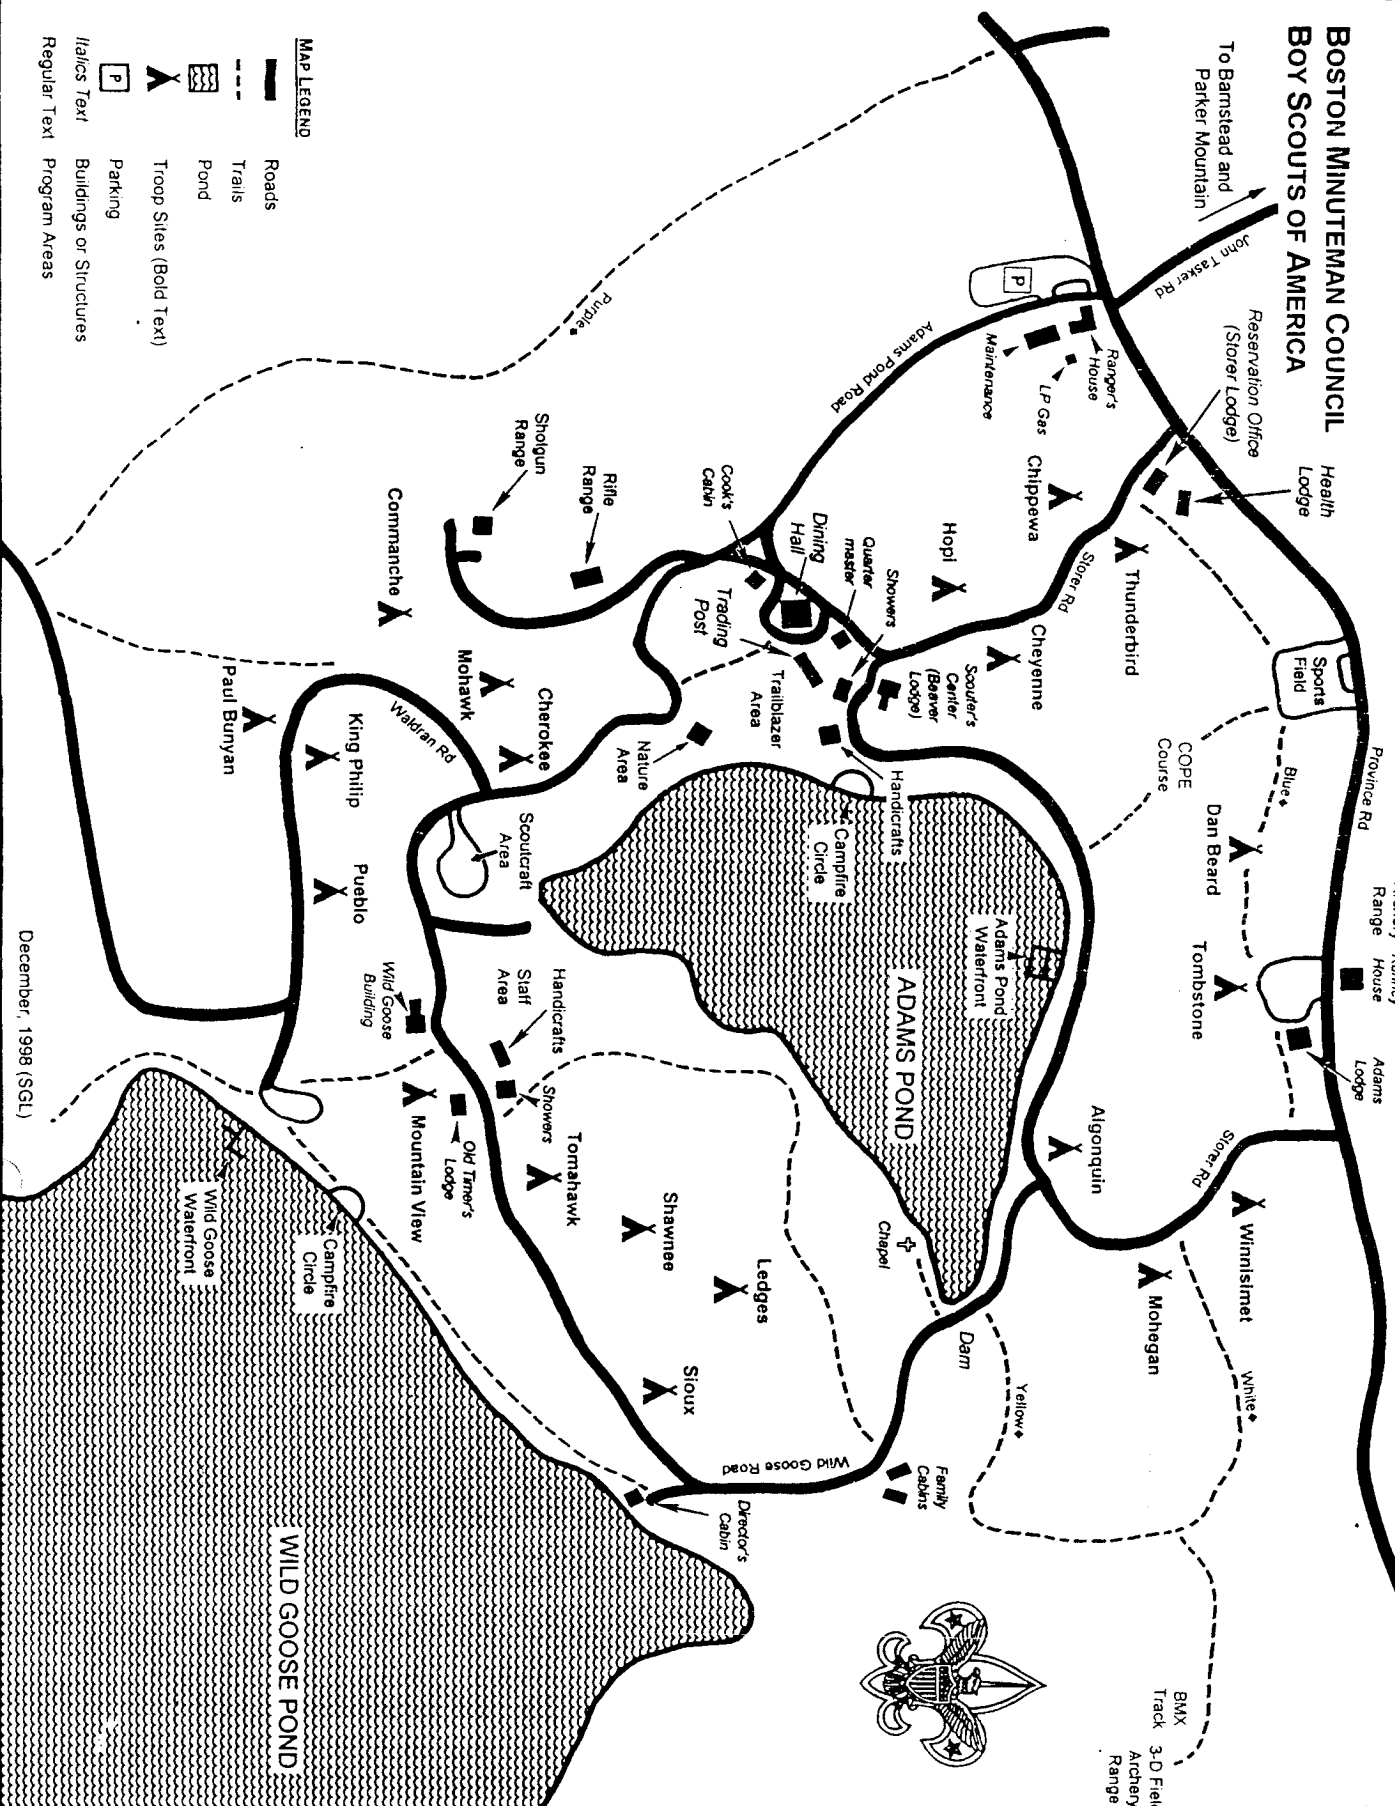 BOSTON MINUTEMAN COUNCIL
BOY SCOUTS OF AMERICA
To Barnstead and
Parker Mountain
John Tasker Rd
Reservation Office
(Storer Lodge)
Health
Lodge
Ranger's
House
LP Gas
Maintenance
P
Adams Pond Road
Chippewa
Thunderbird
Storer Rd
Hopi
Cheyenne
Sports
Field
Province Rd
COPE
Course
Blue
Dan Beard
Tombstone
Range
House
Adams
Lodge
Storer Rd
Winnisimet
Mohegan
Algonquin
White
Yellow
BMX
Track
3-D Field
Archery
Range
Purple
Shotgun
Range
Rifle
Range
Cook's
Cabin
Dining
Hall
Quarter
master
Showers
Scouter's
Center
(Beaver
Lodge)
Trading
Post
Trailblazer
Area
Nature
Area
Handicrafts
Campfire
Circle
Adams Pond
Waterfront
ADAMS POND
Chapel
Dam
Family
Cabins
Wild Goose Road
Director's
Cabin
Commanche
Mohawk
Cherokee
Waldran Rd
Paul Bunyan
King Philip
Pueblo
Scoutcraft
Area
Handicrafts
Staff
Area
Wild Goose
Building
Showers
Old Timer's
Lodge
Mountain View
Tomahawk
Shawnee
Ledges
Sioux
Wild Goose
Waterfront
Campfire
Circle
WILD GOOSE POND
MAP LEGEND
Roads
Trails
Pond
Troop Sites (Bold Text)
P Parking
Italics Text Buildings or Structures
Regular Text Program Areas
December, 1998 (SGL)